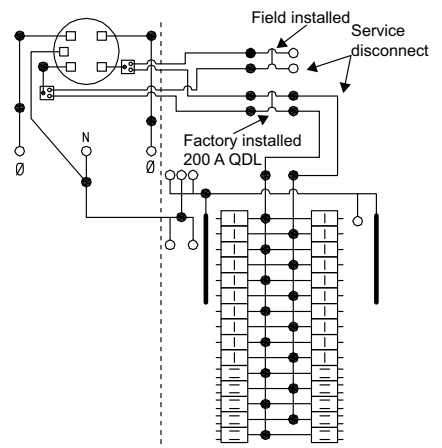 Field installed
Service
disconnect
Factory installed
200 A QDL
N
Ø
Ø